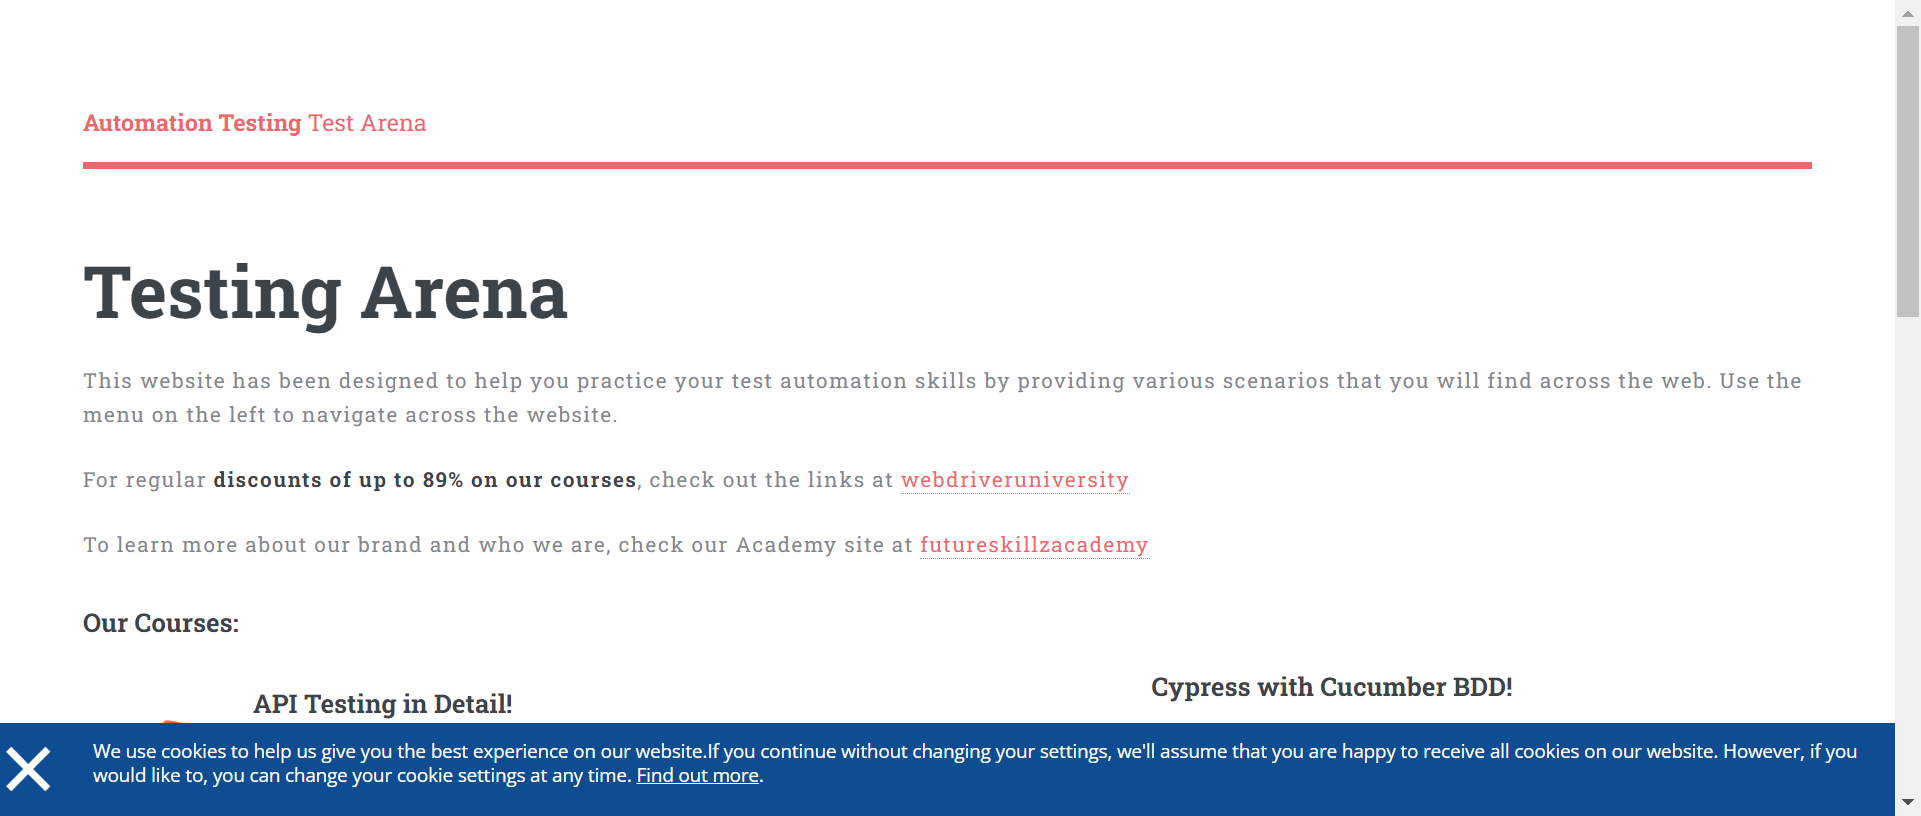 Automation Testing Test Arena
Testing Arena
This website has been designed to help you practice your test automation skills by providing various scenarios that you will find across the web. Use the
menu on the left to navigate across the website.
For regular discounts of up to 89% on our courses, check out the links at webdriveruniversity
To learn more about our brand and who we are, check our Academy site at futureskillzacademy
Our Courses:
API Testing in Detail!
Cypress with Cucumber BDD!
We use cookies to help us give you the best experience on our website.If you continue without changing your settings, we'll assume that you are happy to receive all cookies on our website. However, if you
would like to, you can change your cookie settings at any time. Find out more.